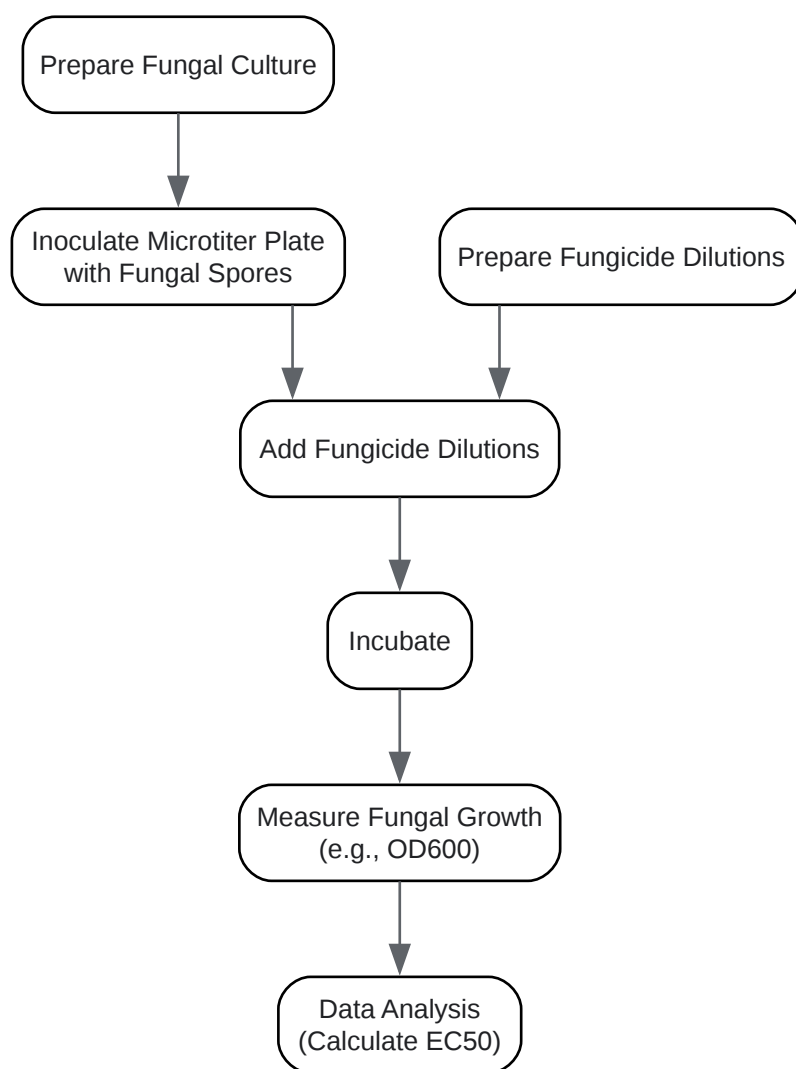 Prepare Fungal Culture
Inoculate Microtiter Plate
with Fungal Spores
Prepare Fungicide Dilutions
Add Fungicide Dilutions
Incubate
Measure Fungal Growth
(e.g., OD600)
Data Analysis
(Calculate EC50)